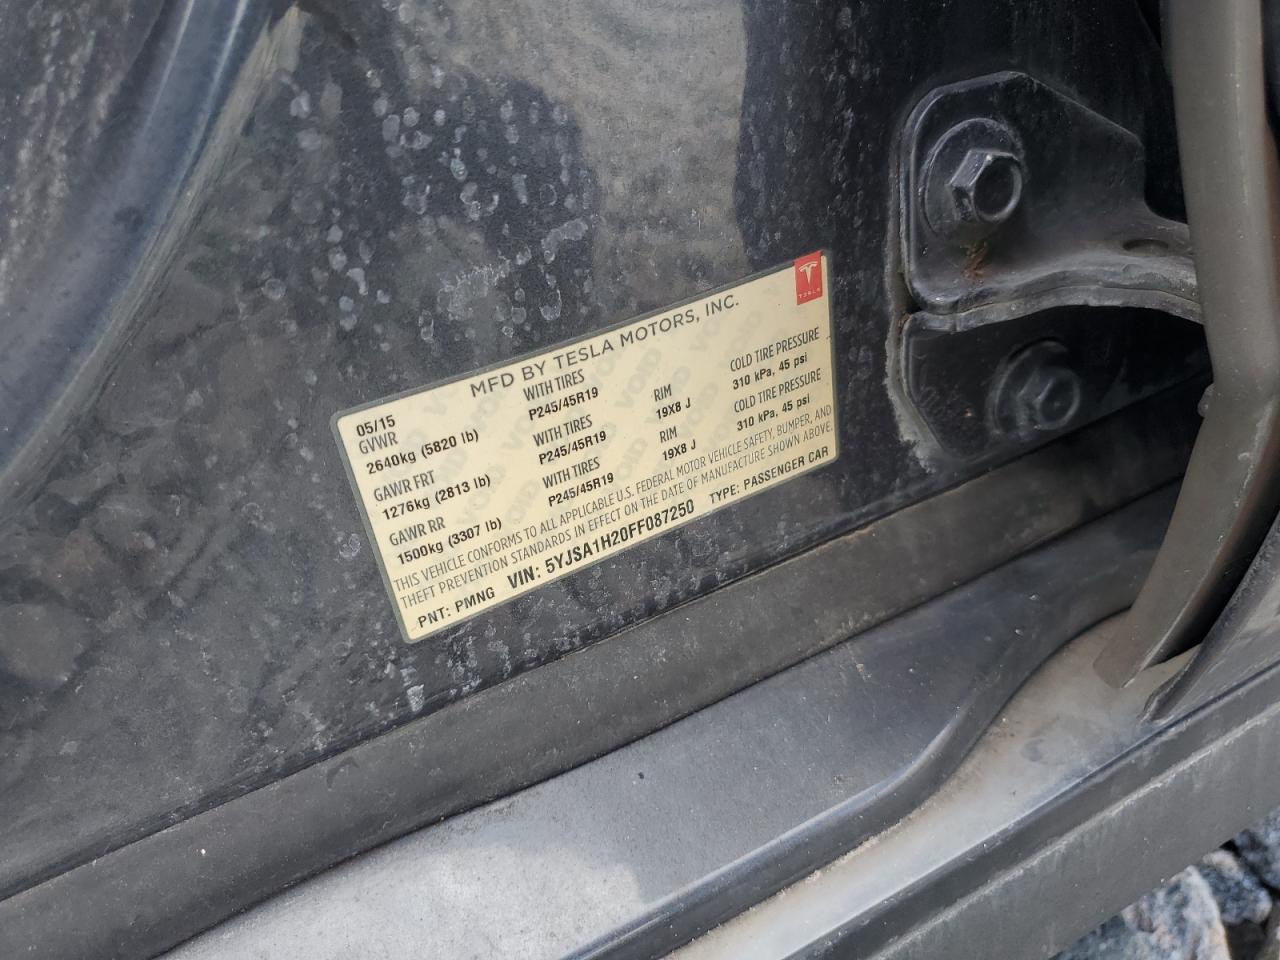 TESLA
MFD BY TESLA MOTORS, INC.
05/15
GVWR WITH TIRES RIM COLD TIRE PRESSURE
2640kg (5820 lb) P245/45R19 19X8 J 310 kPa, 45 psi
GAWR FRT WITH TIRES RIM COLD TIRE PRESSURE
1276kg (2813 lb) P245/45R19 19X8 J 310 kPa, 45 psi
GAWR RR WITH TIRES
1500kg (3307 lb) P245/45R19
THIS VEHICLE CONFORMS TO ALL APPLICABLE U.S. FEDERAL MOTOR VEHICLE SAFETY, BUMPER, AND
THEFT PREVENTION STANDARDS IN EFFECT ON THE DATE OF MANUFACTURE SHOWN ABOVE.
PNT: PMNG VIN: 5YJSA1H20FF087250 TYPE: PASSENGER CAR